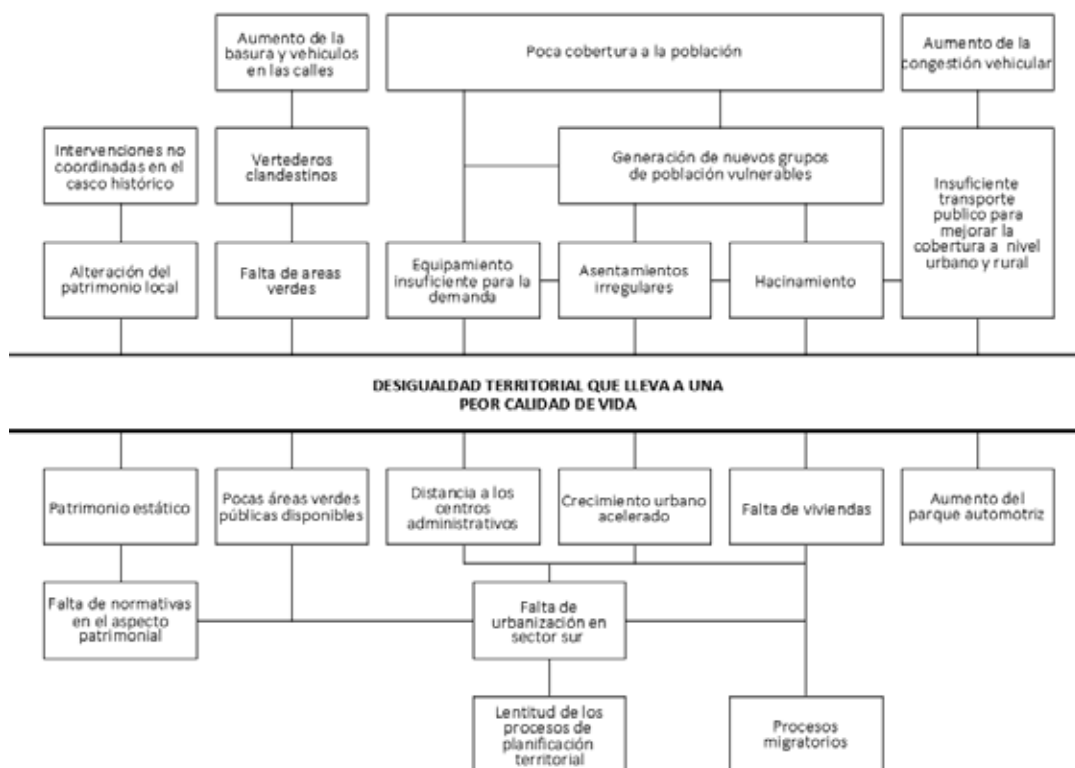 Aumento de la
basura y vehiculos
en las calles
Poca cobertura a la población
Aumento de la
congestión vehicular
Intervenciones no
coordinadas en el
casco histórico
Vertederos
clandestinos
Generación de nuevos grupos
de población vulnerables
Insuficiente
transporte
publico para
mejorar la
cobertura a nivel
urbano y rural
Alteración del
patrimonio local
Falta de areas
verdes
Equipamiento
insuficiente para la
demanda
Asentamientos
irregulares
Hacinamiento
DESIGUALDAD TERRITORIAL QUE LLEVA A UNA
PEOR CALIDAD DE VIDA
Patrimonio estático
Pocas áreas verdes
públicas disponibles
Distancia a los
centros
administrativos
Crecimiento urbano
acelerado
Falta de viviendas
Aumento del
parque automotriz
Falta de normativas
en el aspecto
patrimonial
Falta de
urbanización en
sector sur
Lentitud de los
procesos de
planificación
territorial
Procesos
migratorios